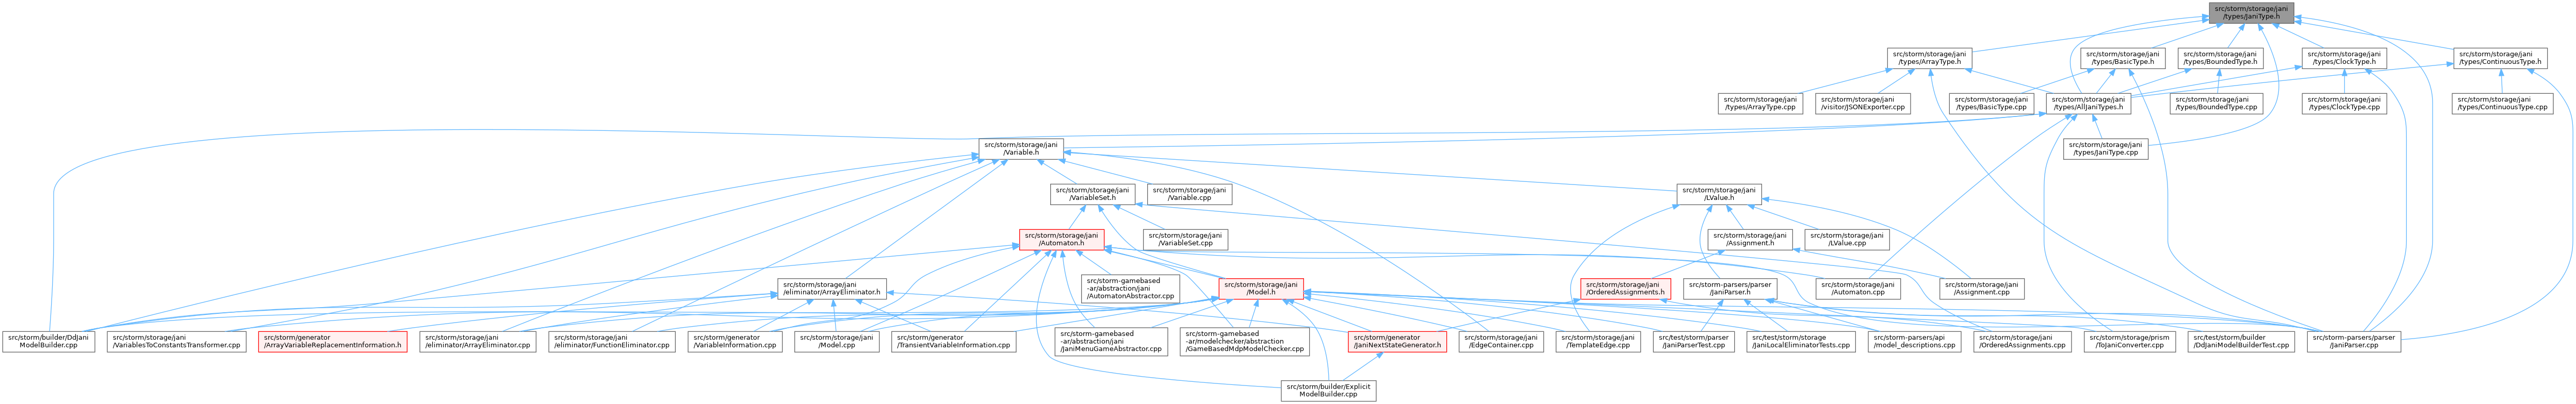 src/storm/storage/jani
/types/JaniType.h
src/storm/storage/jani
/types/ArrayType.h
src/storm/storage/jani
/types/BasicType.h
src/storm/storage/jani
/types/BoundedType.h
src/storm/storage/jani
/types/ClockType.h
src/storm/storage/jani
/types/ContinuousType.h
src/storm/storage/jani
/types/ArrayType.cpp
src/storm/storage/jani
/visitor/JSONExporter.cpp
src/storm/storage/jani
/types/BasicType.cpp
src/storm/storage/jani
/types/AllJaniTypes.h
src/storm/storage/jani
/types/BoundedType.cpp
src/storm/storage/jani
/types/ClockType.cpp
src/storm/storage/jani
/types/ContinuousType.cpp
src/storm/storage/jani
/Variable.h
src/storm/storage/jani
/types/JaniType.cpp
src/storm/storage/jani
/VariableSet.h
src/storm/storage/jani
/Variable.cpp
src/storm/storage/jani
/LValue.h
src/storm/storage/jani
/Automaton.h
src/storm/storage/jani
/VariableSet.cpp
src/storm/storage/jani
/Assignment.h
src/storm/storage/jani
/LValue.cpp
src/storm/storage/jani
/eliminator/ArrayEliminator.h
src/storm-gamebased
-ar/abstraction/jani
/AutomatonAbstractor.cpp
src/storm/storage/jani
/Model.h
src/storm/storage/jani
/OrderedAssignments.h
src/storm-parsers/parser
/JaniParser.h
src/storm/storage/jani
/Automaton.cpp
src/storm/storage/jani
/Assignment.cpp
src/storm/builder/DdJani
ModelBuilder.cpp
src/storm/storage/jani
/VariablesToConstantsTransformer.cpp
src/storm/generator
/ArrayVariableReplacementInformation.h
src/storm/storage/jani
/eliminator/ArrayEliminator.cpp
src/storm/storage/jani
/eliminator/FunctionEliminator.cpp
src/storm/generator
/VariableInformation.cpp
src/storm/storage/jani
/Model.cpp
src/storm/generator
/TransientVariableInformation.cpp
src/storm-gamebased
-ar/abstraction/jani
/JaniMenuGameAbstractor.cpp
src/storm-gamebased
-ar/modelchecker/abstraction
/GameBasedMdpModelChecker.cpp
src/storm/generator
/JaniNextStateGenerator.h
src/storm/storage/jani
/EdgeContainer.cpp
src/storm/storage/jani
/TemplateEdge.cpp
src/test/storm/parser
/JaniParserTest.cpp
src/test/storm/storage
/JaniLocalEliminatorTests.cpp
src/storm-parsers/api
/model_descriptions.cpp
src/storm/storage/jani
/OrderedAssignments.cpp
src/storm/storage/prism
/ToJaniConverter.cpp
src/test/storm/builder
/DdJaniModelBuilderTest.cpp
src/storm-parsers/parser
/JaniParser.cpp
src/storm/builder/Explicit
ModelBuilder.cpp